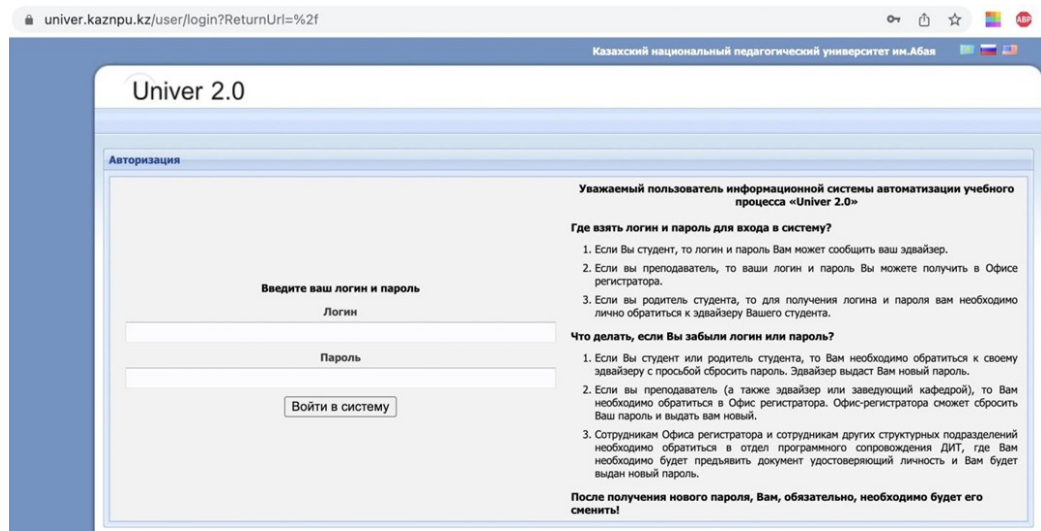 univer.kaznpu.kz/user/login?ReturnUrl=%2f
ABP
Казахский национальный педагогический университет им.Абая
Univer 2.0
Авторизация
Введите ваш логин и пароль
Логин
Пароль
Войти в систему
Уважаемый пользователь информационной системы автоматизации учебного
процесса «Univer 2.0»
Где взять логин и пароль для входа в систему?
1. Если Вы студент, то логин и пароль Вам может сообщить ваш эдвайзер.
2. Если вы преподаватель, то ваши логин и пароль Вы можете получить в Офисе
регистратора.
3. Если вы родитель студента, то для получения логина и пароля вам необходимо
лично обратиться к эдвайзеру Вашего студента.
Что делать, если Вы забыли логин или пароль?
1. Если Вы студент или родитель студента, то Вам необходимо обратиться к своему
эдвайзеру с просьбой сбросить пароль. Эдвайзер выдаст Вам новый пароль.
2. Если вы преподаватель (а также эдвайзер или заведующий кафедрой), то Вам
необходимо обратиться в Офис регистратора. Офис-регистратора сможет сбросить
Ваш пароль и выдать вам новый.
3. Сотрудникам Офиса регистратора и сотрудникам других структурных подразделений
необходимо обратиться в отдел программного сопровождения ДИТ, где Вам
необходимо будет предъявить документ удостоверяющий личность и Вам будет
выдан новый пароль.
После получения нового пароля, Вам, обязательно, необходимо будет его
сменить!